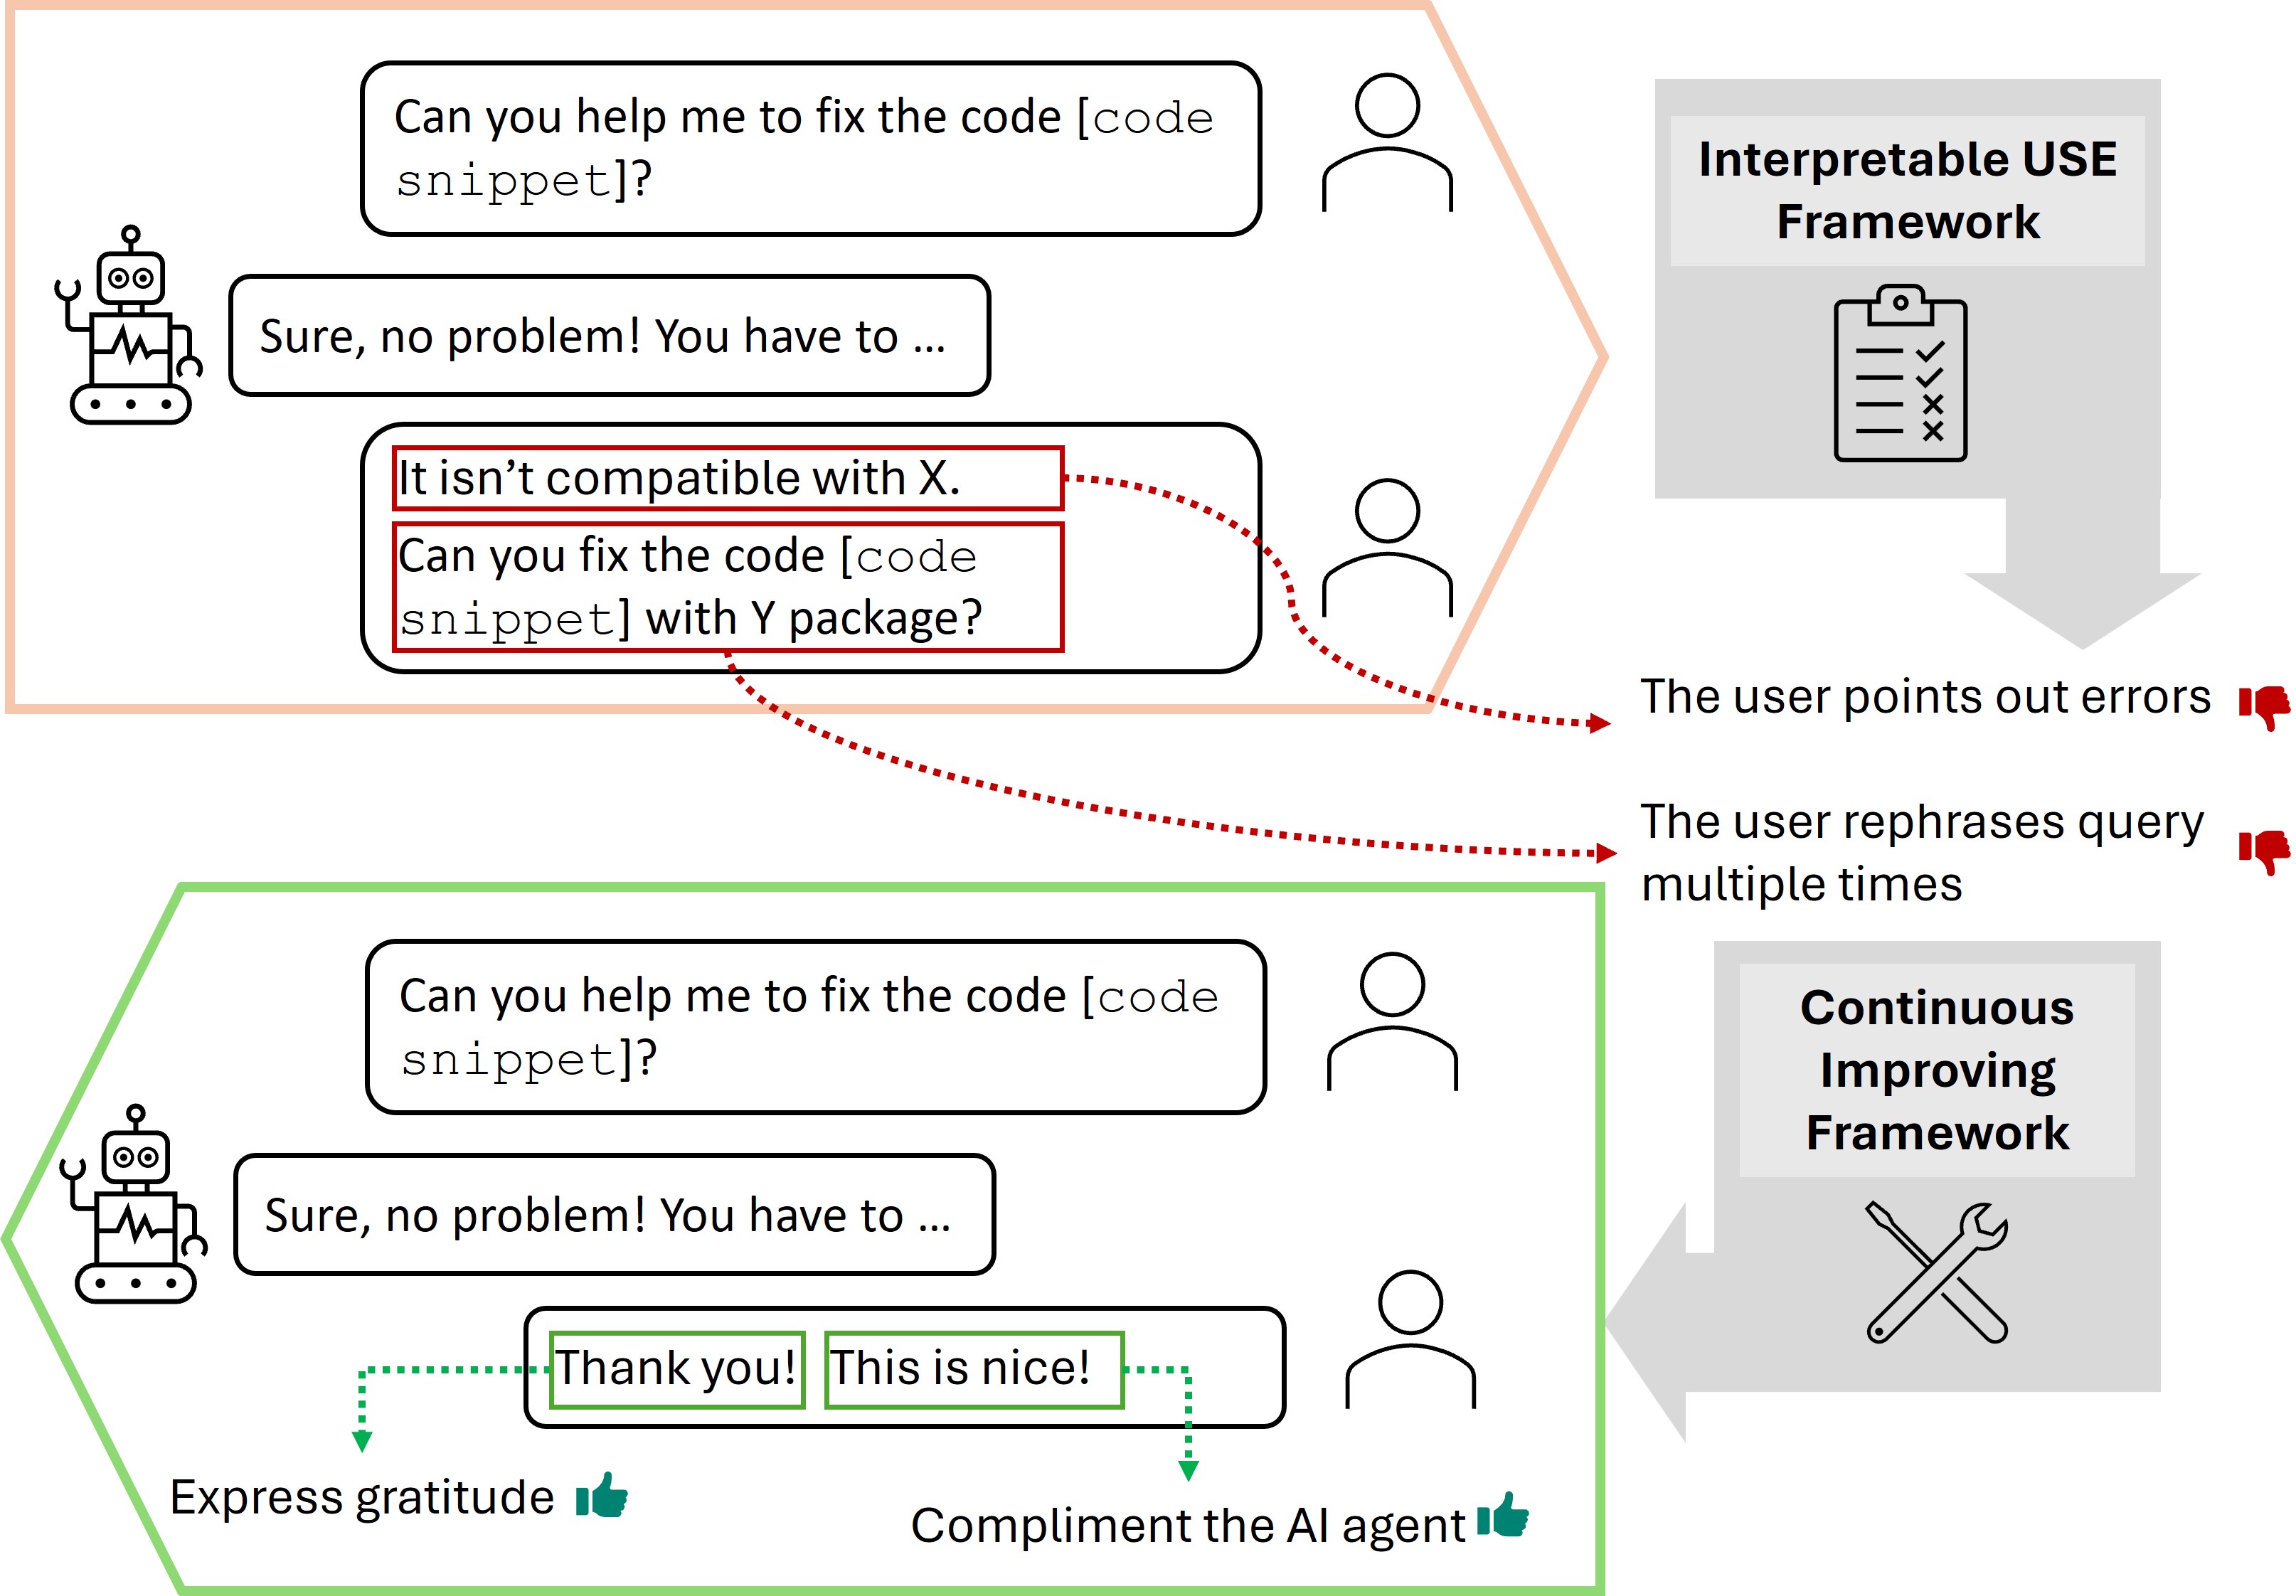 Can you help me to fix the code [code
snippet]?
Sure, no problem! You have to ...
It isn’t compatible with X.
Can you fix the code [code
snippet] with Y package?
Interpretable USE
Framework
The user points out errors
The user rephrases query
multiple times
Continuous
Improving
Framework
Can you help me to fix the code [code
snippet]?
Sure, no problem! You have to ...
Thank you! This is nice!
Express gratitude
Compliment the AI agent